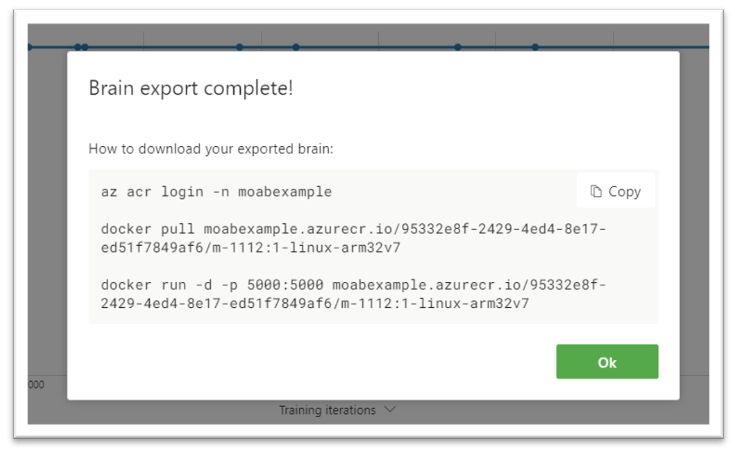 Brain export complete!
How to download your exported brain:
az acr login -n moabexample
Copy
docker pull moabexample.azurecr.io/95332e8f-2429-4ed4-8e17-
ed51f7849af6/m-1112:1-linux-arm32v7
docker run -d -p 5000:5000 moabexample.azurecr.io/95332e8f-
2429-4ed4-8e17-ed51f7849af6/m-1112:1-linux-arm32v7
Ok
000
Training iterations